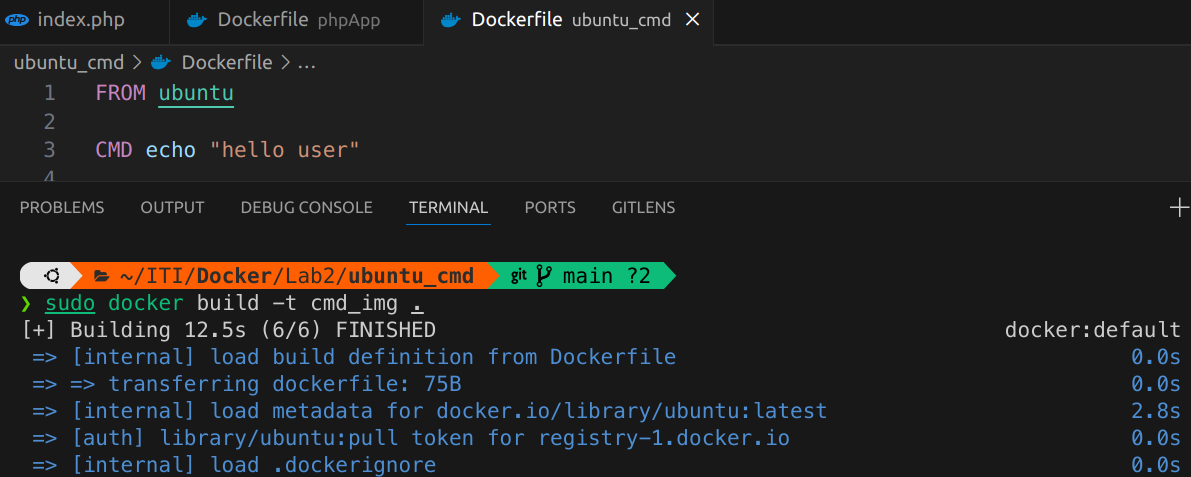 php index.php Dockerfile phpApp Dockerfile ubuntu_cmd
ubuntu_cmd > Dockerfile > ...
1 FROM ubuntu
2
3 CMD echo "hello user"
4
PROBLEMS OUTPUT DEBUG CONSOLE TERMINAL PORTS GITLENS
~/ITI/Docker/Lab2/ubuntu_cmd git main ?2
❯ sudo docker build -t cmd_img .
[+] Building 12.5s (6/6) FINISHED docker:default
=> [internal] load build definition from Dockerfile 0.0s
=> => transferring dockerfile: 75B 0.0s
=> [internal] load metadata for docker.io/library/ubuntu:latest 2.8s
=> [auth] library/ubuntu:pull token for registry-1.docker.io 0.0s
=> [internal] load .dockerignore 0.0s